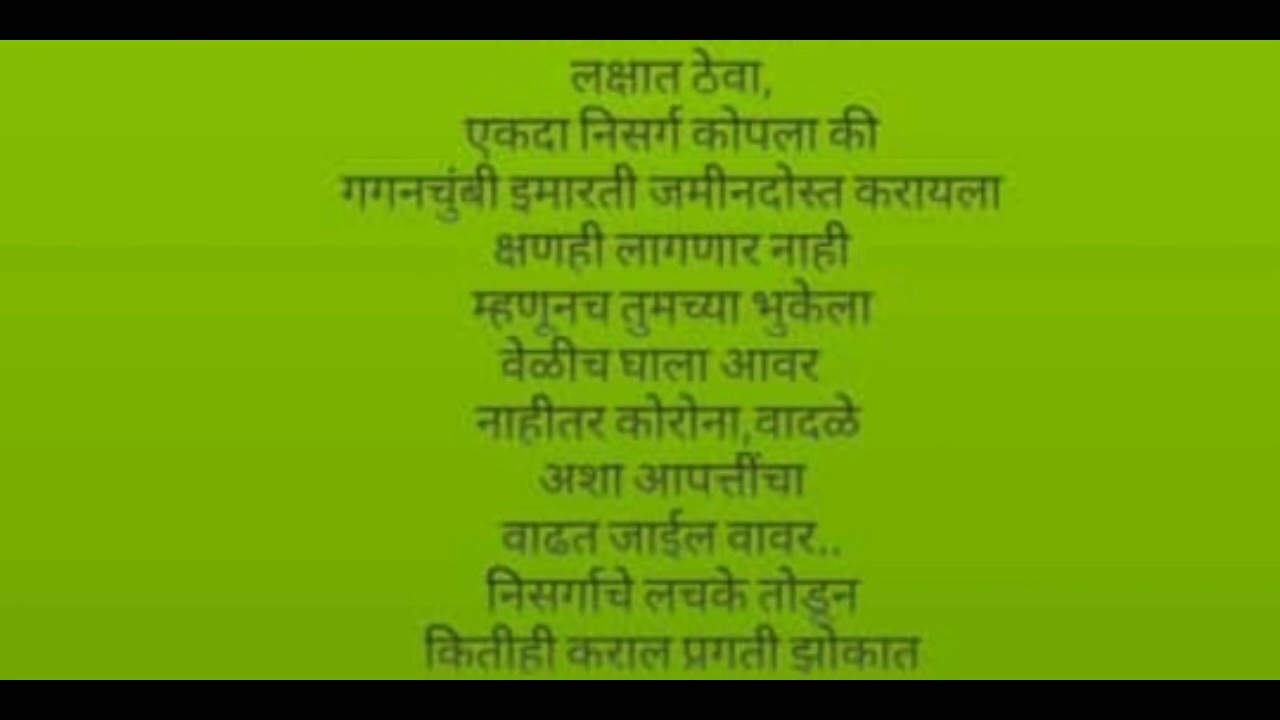 लक्षात ठेवा,
एकदा निसर्ग कोपला की
गगनचुंबी इमारती जमीनदोस्त करायला
क्षणही लागणार नाही
म्हणूनच तुमच्या भुकेला
वेळीच घाला आवर
नाहीतर कोरोना,वादळे
अशा आपत्तींचा
वाढत जाईल वावर..
निसर्गाचे लचके तोडून
कितीही कराल प्रगती झोकात